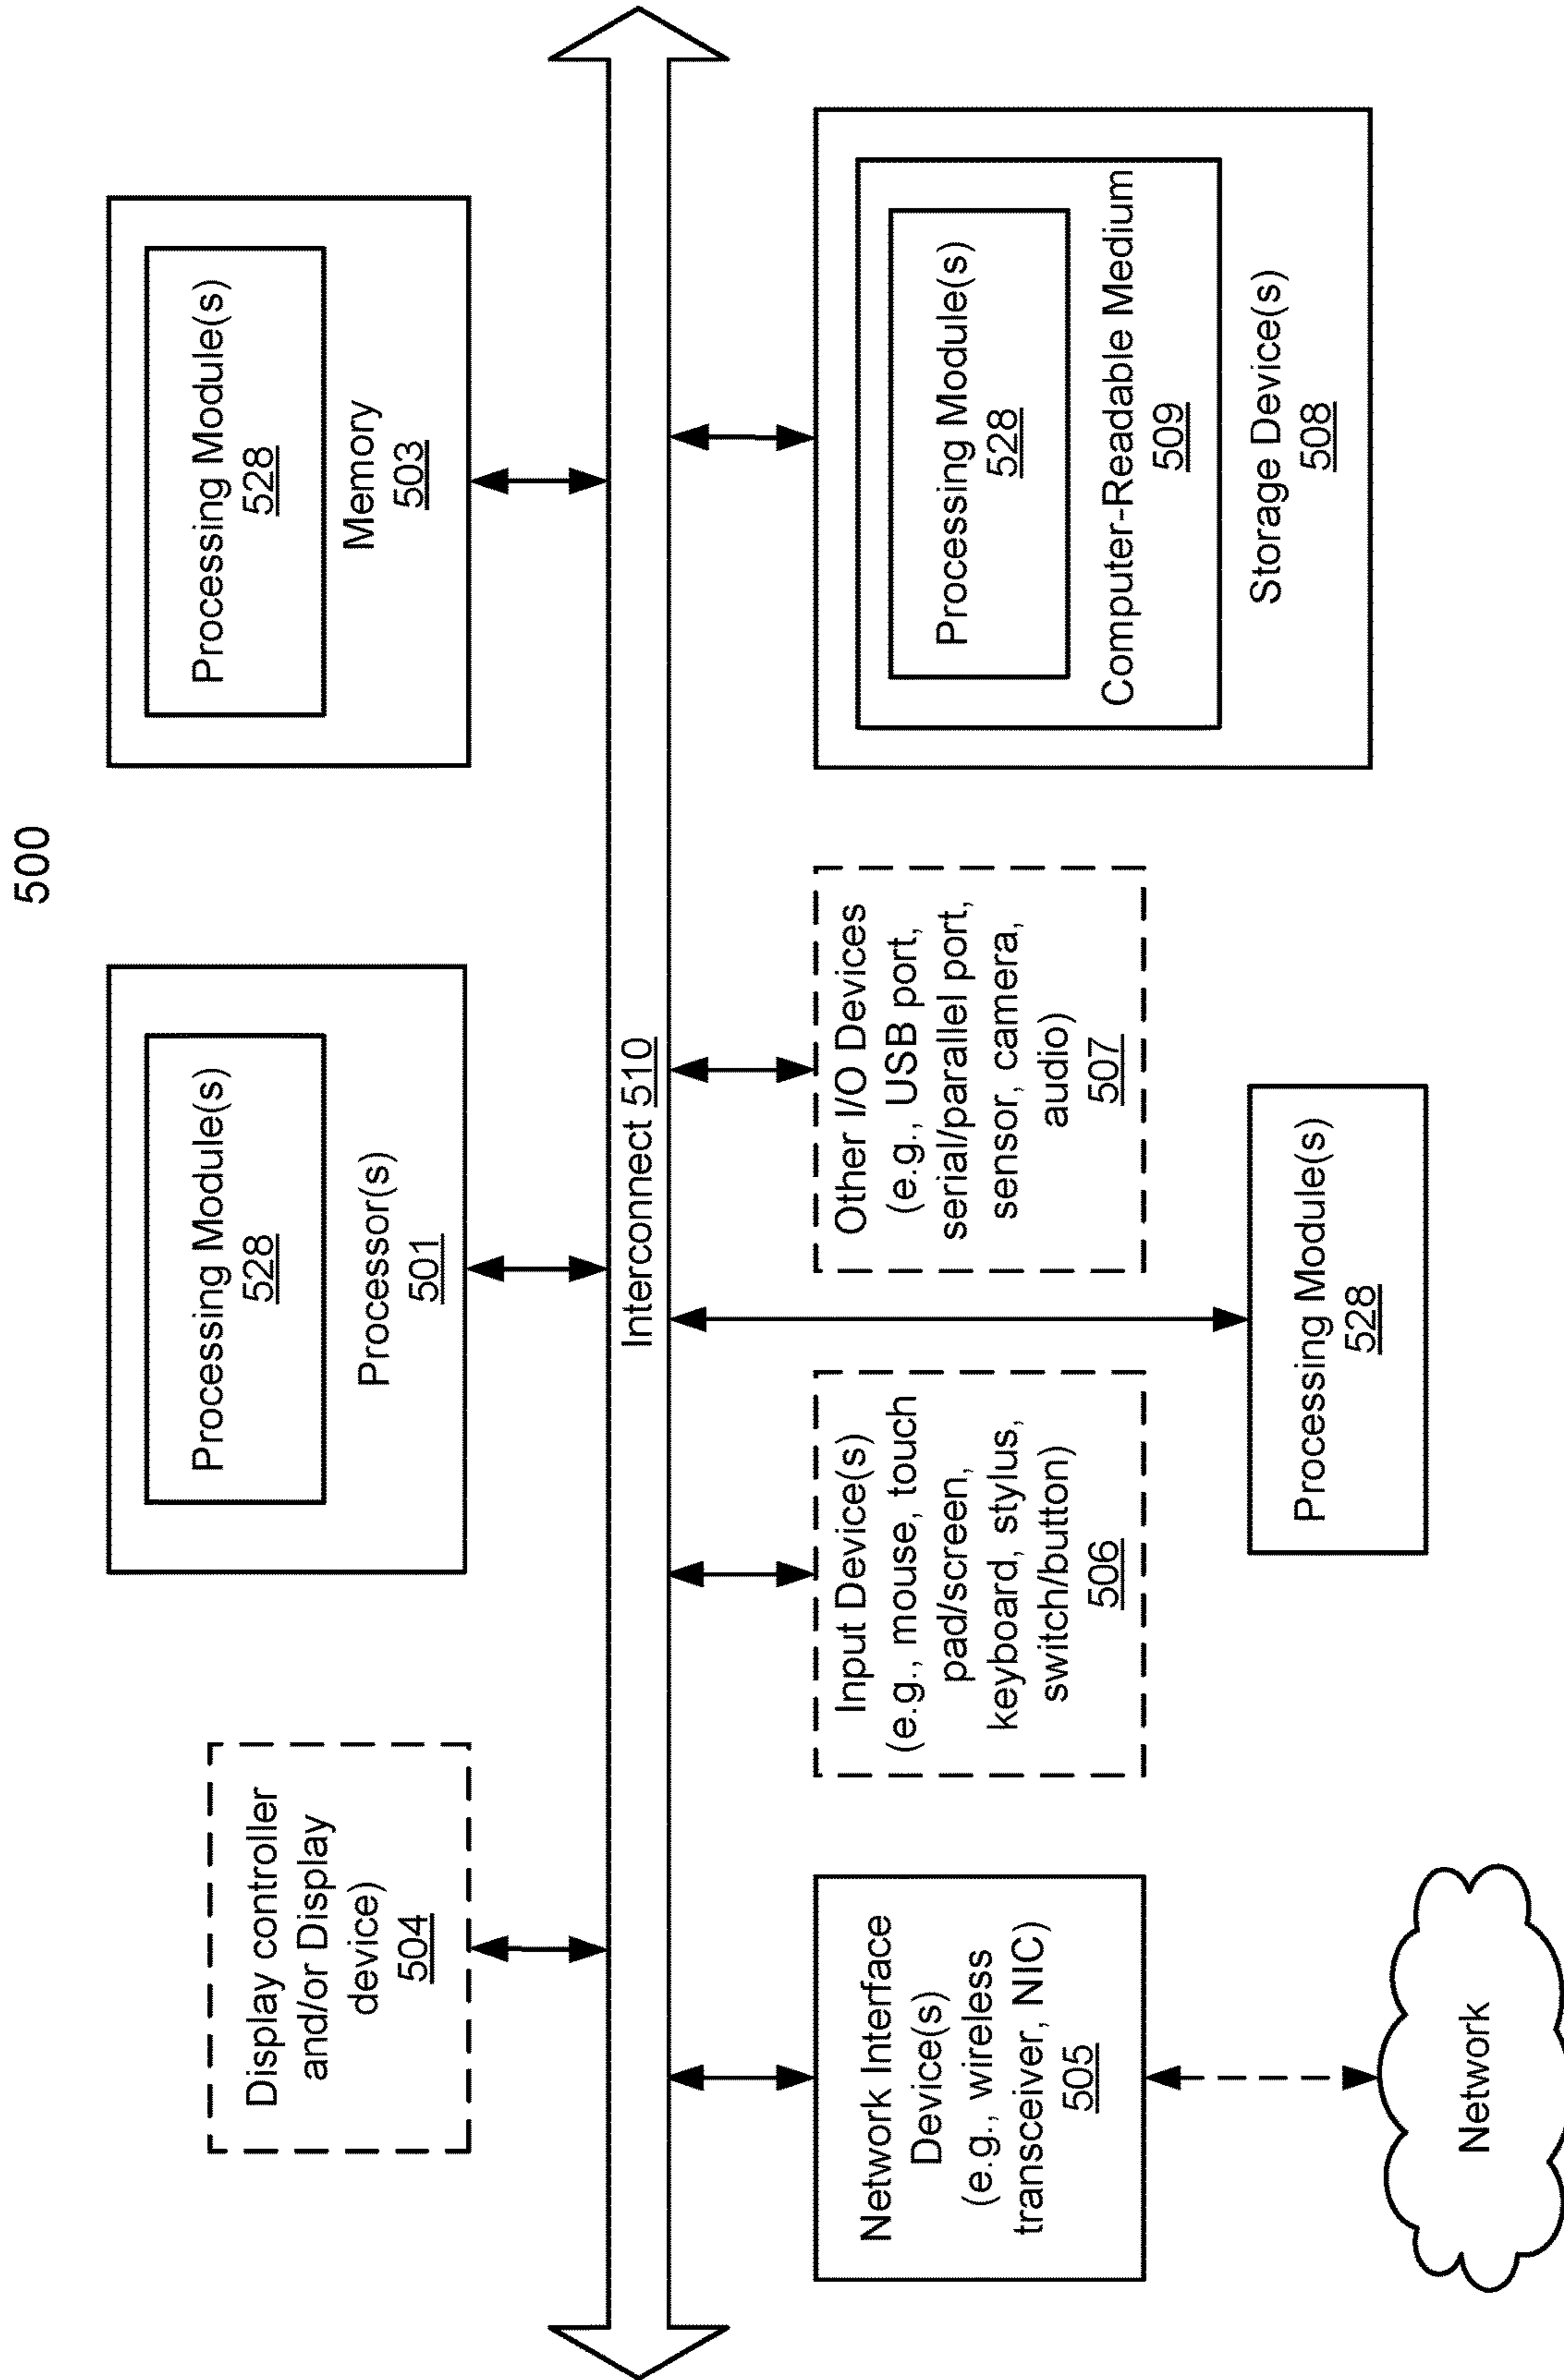 500
Display controller
and/or Display
device)
504
Processing Module(s)
528
Processor(s)
501
Processing Module(s)
528
Memory
503
Interconnect 510
Network Interface
Device(s)
(e.g., wireless
transceiver, NIC)
505
Input Device(s)
(e.g., mouse, touch
pad/screen,
keyboard, stylus,
switch/button)
506
Other I/O Devices
(e.g., USB port,
serial/parallel port,
sensor, camera,
audio)
507
Processing Module(s)
528
Computer-Readable Medium
509
Storage Device(s)
508
Processing Module(s)
528
Network